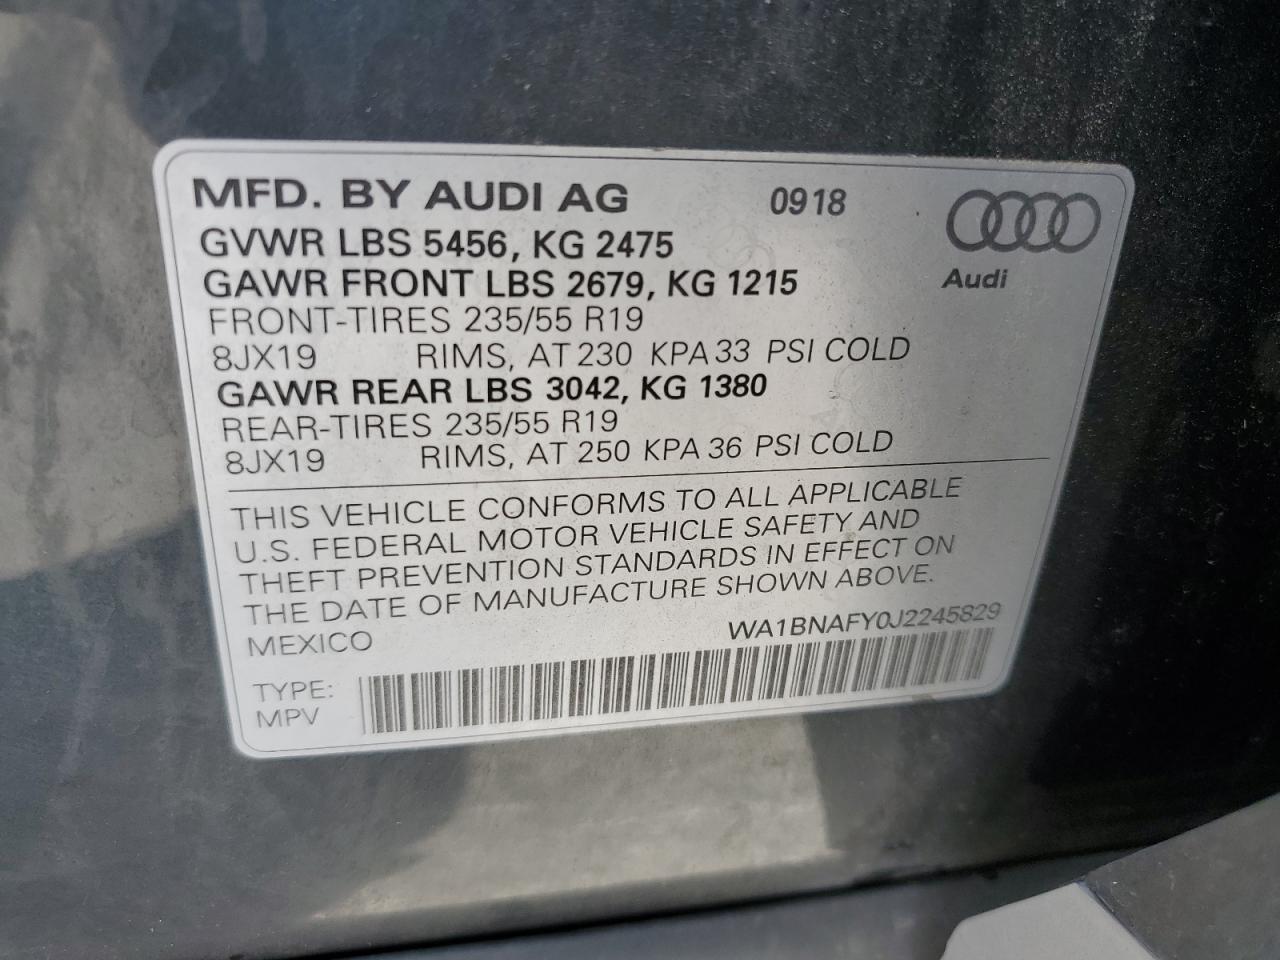 MFD. BY AUDI AG 0918
GVWR LBS 5456, KG 2475
GAWR FRONT LBS 2679, KG 1215
Audi
FRONT-TIRES 235/55 R19
8JX19 RIMS, AT 230 KPA 33 PSI COLD
GAWR REAR LBS 3042, KG 1380
REAR-TIRES 235/55 R19
8JX19 RIMS, AT 250 KPA 36 PSI COLD
THIS VEHICLE CONFORMS TO ALL APPLICABLE
U.S. FEDERAL MOTOR VEHICLE SAFETY AND
THEFT PREVENTION STANDARDS IN EFFECT ON
THE DATE OF MANUFACTURE SHOWN ABOVE.
MEXICO WA1BNAFY0J2245829
TYPE:
MPV